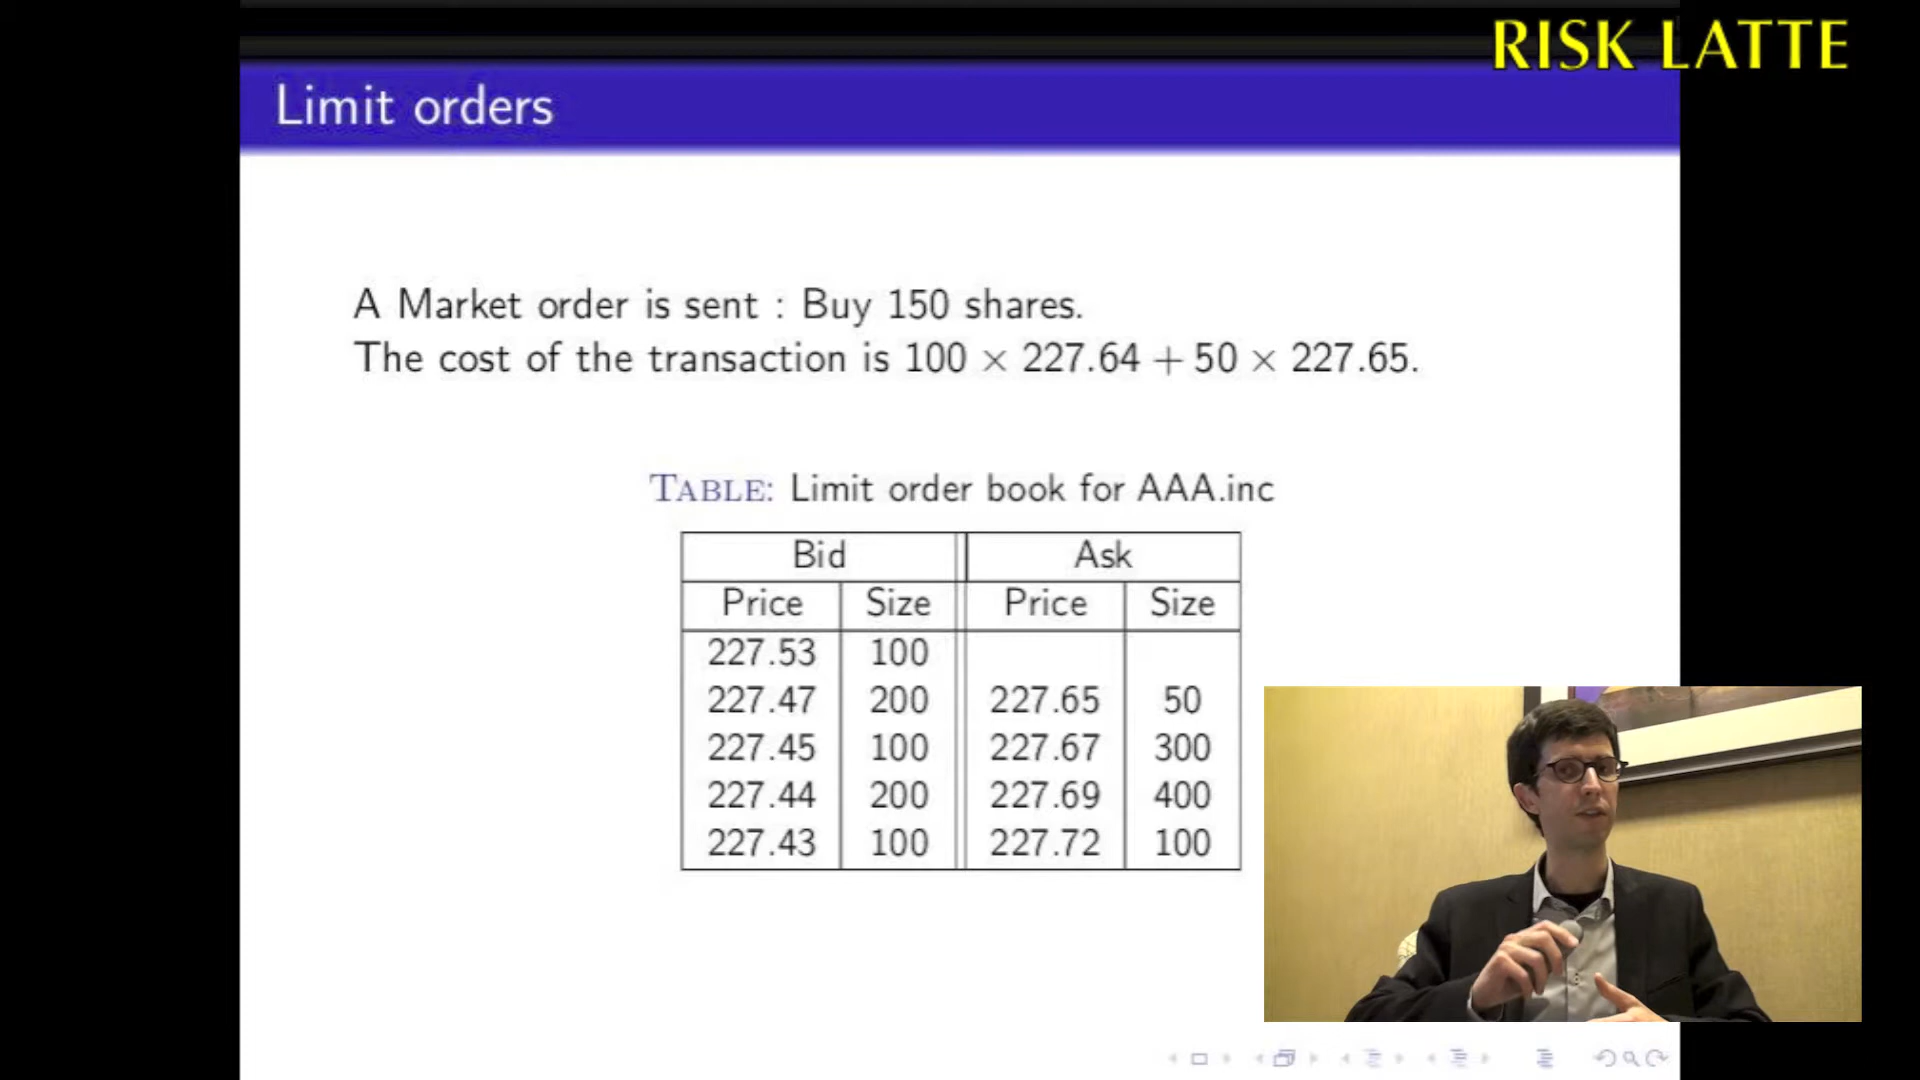 RISK LATTE
Limit orders
A Market order is sent : Buy 150 shares.
The cost of the transaction is 100 × 227.64 + 50 × 227.65.
TABLE: Limit order book for AAA.inc
Bid Ask
Price Size Price Size
227.53 100
227.47 200 227.65 50
227.45 100 227.67 300
227.44 200 227.69 400
227.43 100 227.72 100